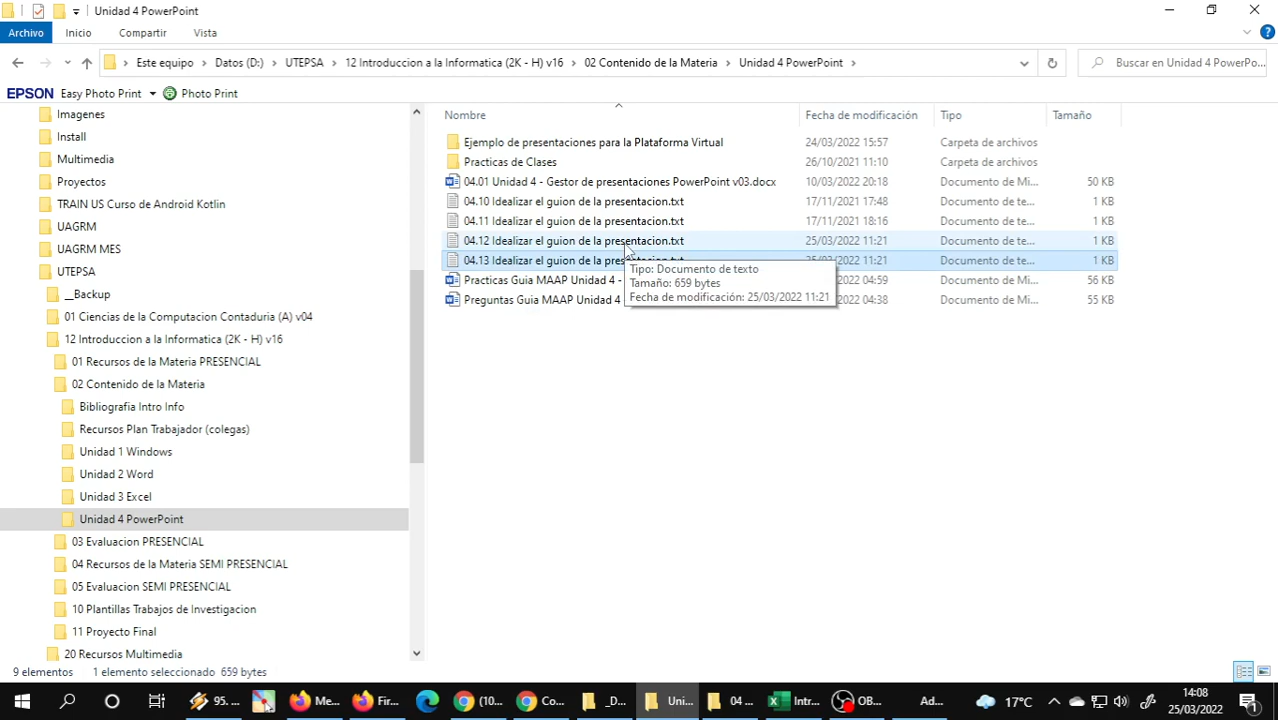 Unidad 4 PowerPoint
Archivo Inicio Compartir Vista
Este equipo Datos (D:) UTEPSA 12 Introduccion a la Informatica (2K - H) v16 02 Contenido de la Materia Unidad 4 PowerPoint Buscar en Unidad 4 PowerPo...
EPSON Easy Photo Print Photo Print
Imagenes
Install
Multimedia
Proyectos
TRAIN US Curso de Android Kotlin
UAGRM
UAGRM MES
UTEPSA
__Backup
01 Ciencias de la Computacion Contaduria (A) v04
12 Introduccion a la Informatica (2K - H) v16
01 Recursos de la Materia PRESENCIAL
02 Contenido de la Materia
Bibliografia Intro Info
Recursos Plan Trabajador (colegas)
Unidad 1 Windows
Unidad 2 Word
Unidad 3 Excel
Unidad 4 PowerPoint
03 Evaluacion PRESENCIAL
04 Recursos de la Materia SEMI PRESENCIAL
05 Evaluacion SEMI PRESENCIAL
10 Plantillas Trabajos de Investigacion
11 Proyecto Final
20 Recursos Multimedia
Nombre Fecha de modificación Tipo Tamaño
Ejemplo de presentaciones para la Plataforma Virtual 24/03/2022 15:57 Carpeta de archivos
Practicas de Clases 26/10/2021 11:10 Carpeta de archivos
04.01 Unidad 4 - Gestor de presentaciones PowerPoint v03.docx 10/03/2022 20:18 Documento de Mi... 50 KB
04.10 Idealizar el guion de la presentacion.txt 17/11/2021 17:48 Documento de te... 1 KB
04.11 Idealizar el guion de la presentacion.txt 17/11/2021 18:16 Documento de te... 1 KB
04.12 Idealizar el guion de la presentacion.txt 25/03/2022 11:21 Documento de te... 1 KB
04.13 Idealizar el guion de la 11:21 Documento de te... 1 KB
Practicas Guia MAAP Unidad 4 - 04:59 Documento de Mi... 56 KB
Preguntas Guia MAAP Unidad 4 04:38 Documento de Mi... 55 KB
Tipo: Documento de texto
Tamaño: 659 bytes
Fecha de modificación: 25/03/2022 11:21
9 elementos 1 elemento seleccionado 659 bytes
95. ... Me... Fir... (10... Co... _D... Uni... 04 ... Intr... OB... Ad... 17°C 14:08
25/03/2022 1